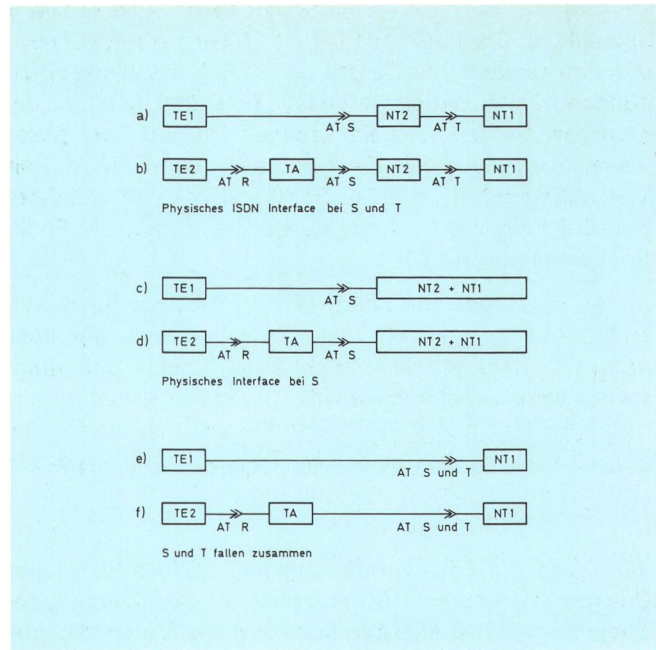 a) TE1 NT2 NT1
AT S AT T
b) TE2 TA NT2 NT1
AT R AT S AT T
Physisches ISDN Interface bei S und T
c) TE1 NT2 + NT1
AT S
d) TE2 TA NT2 + NT1
AT R AT S
Physisches Interface bei S
e) TE1 NT1
AT S und T
f) TE2 TA NT1
AT R AT S und T
S und T fallen zusammen